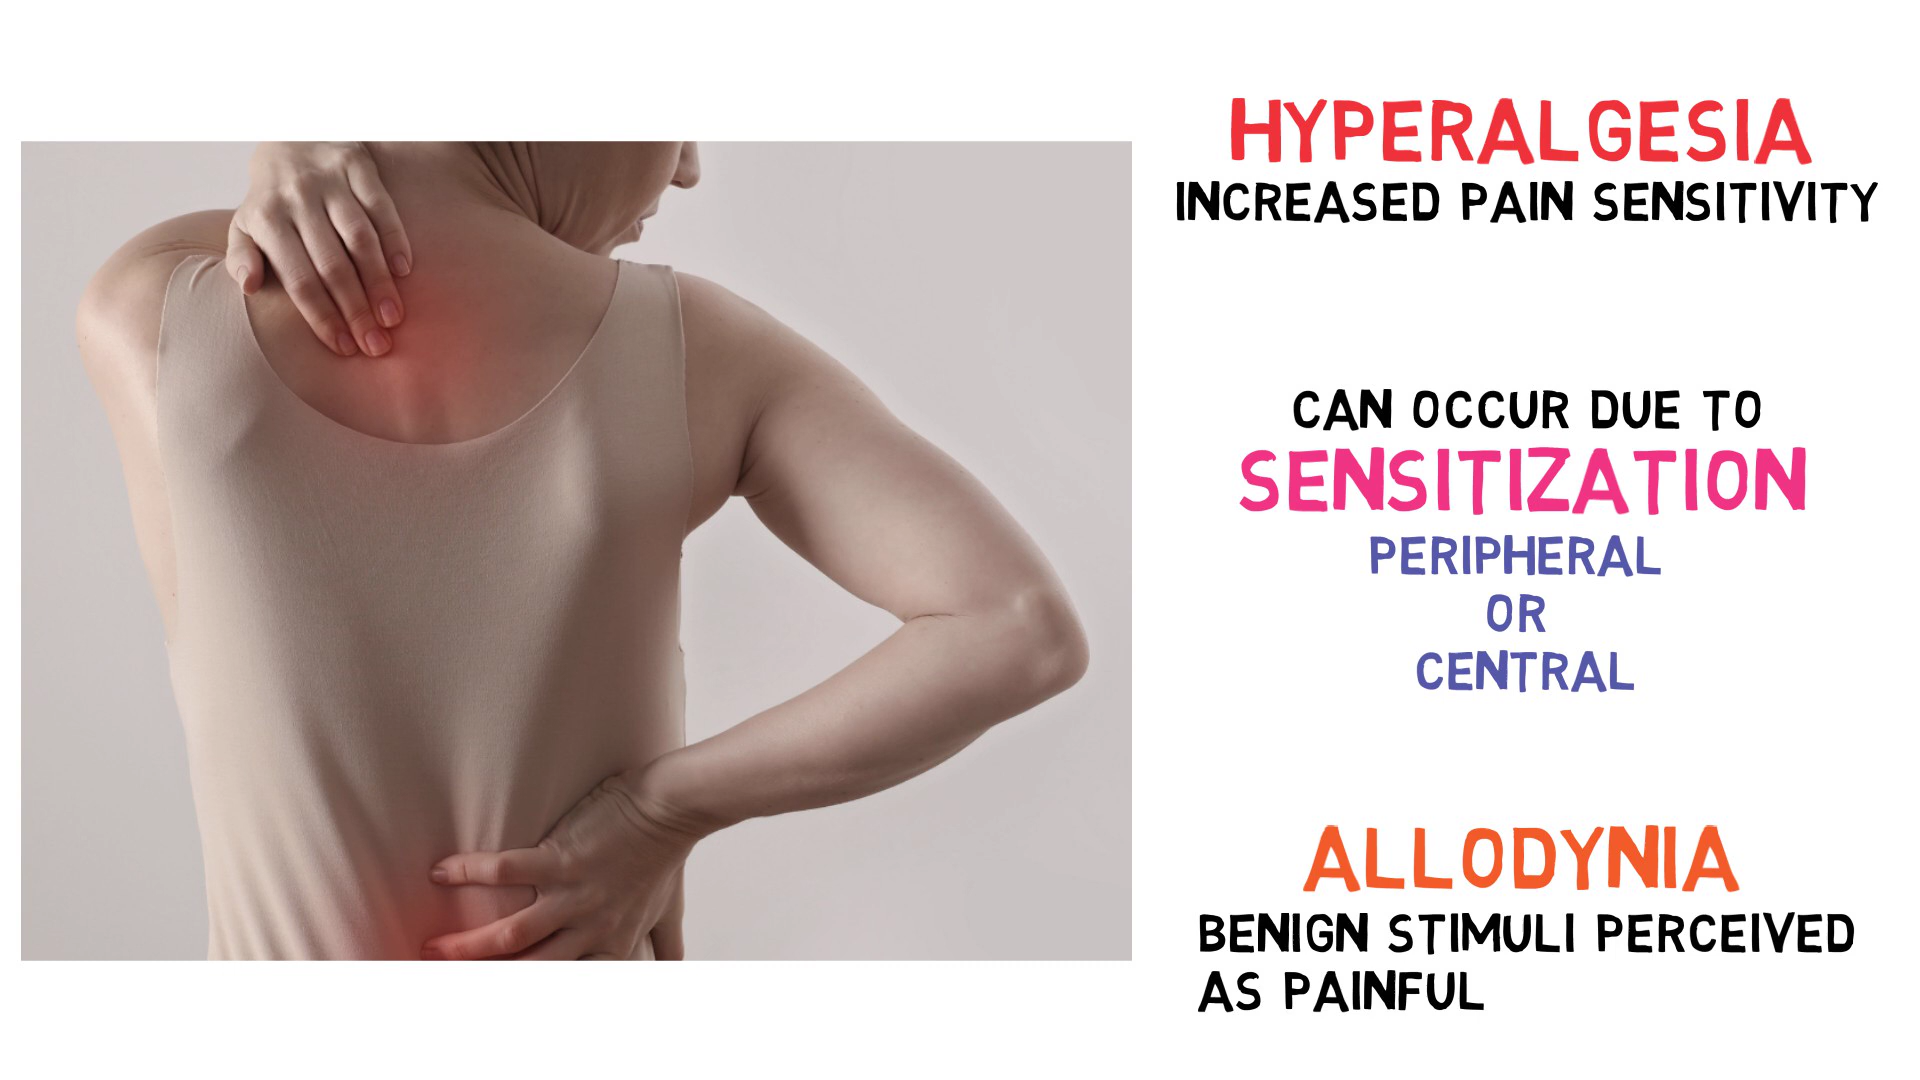 HYPERALGESIA
INCREASED PAIN SENSITIVITY
CAN OCCUR DUE TO
SENSITIZATION
PERIPHERAL
OR
CENTRAL
ALLODYNIA
BENIGN STIMULI PERCEIVED
AS PAINFUL